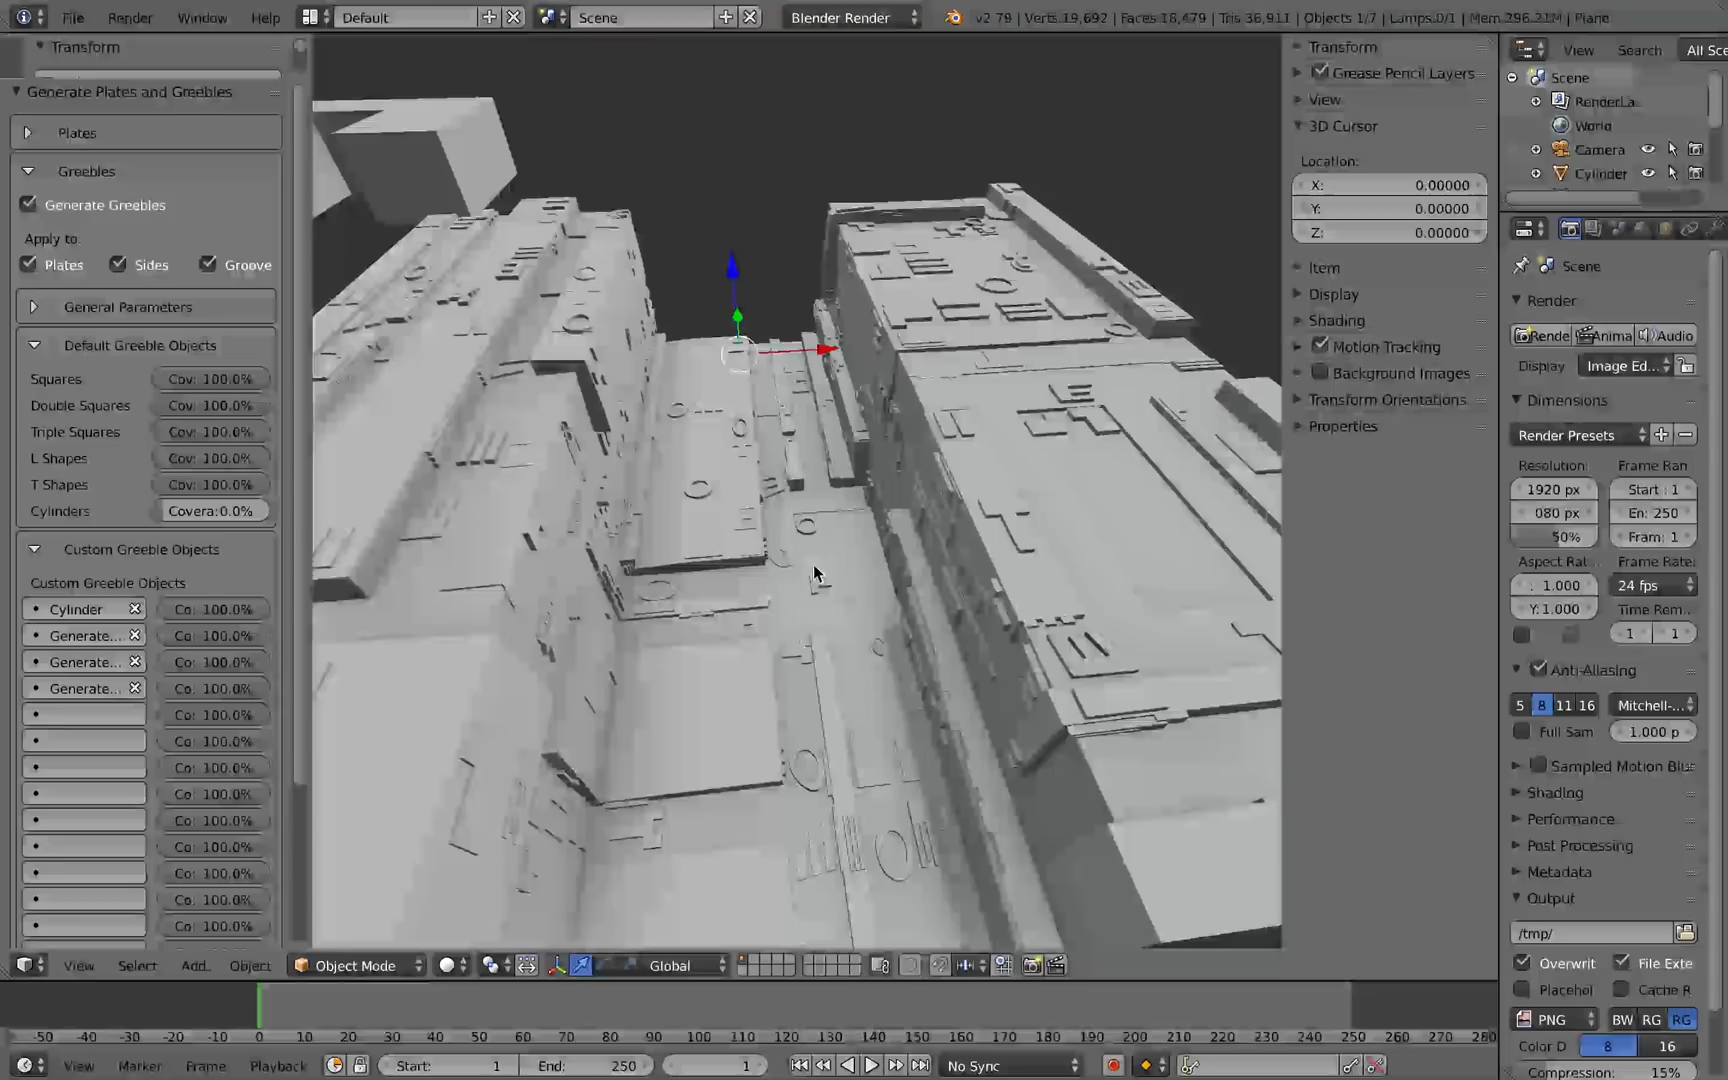 File Render Window Help Default Scene Blender Render v2.79 | Verts:19,692 | Faces:18,479 | Tris:36,911 | Objects:1/7 | Lamps:0/1 | Mem:296.21M | Plane
Transform
Generate Plates and Greebles
Plates
Greebles
Generate Greebles
Apply to:
Plates Sides Groove
General Parameters
Default Greeble Objects
Squares Cov: 100.0%
Double Squares Cov: 100.0%
Triple Squares Cov: 100.0%
L Shapes Cov: 100.0%
T Shapes Cov: 100.0%
Cylinders Covera:0.0%
Custom Greeble Objects
Custom Greeble Objects
Cylinder Co: 100.0%
Generate... Co: 100.0%
Generate... Co: 100.0%
Generate... Co: 100.0%
Co: 100.0%
Co: 100.0%
Co: 100.0%
Co: 100.0%
Co: 100.0%
Co: 100.0%
Co: 100.0%
Co: 100.0%
Co: 100.0%
Transform
Grease Pencil Layers
View
3D Cursor
Location:
X: 0.00000
Y: 0.00000
Z: 0.00000
Item
Display
Shading
Motion Tracking
Background Images
Transform Orientations
Properties
View Search All Sce
Scene
RenderLa..
World
Camera
Cylinder
Scene
Render
Rende Anima Audio
Display Image Ed...
Dimensions
Render Presets
Resolution: Frame Ran
1920 px Start : 1
080 px En: 250
50% Fram: 1
Aspect Rat.. Frame Rate:
: 1.000 24 fps
Y: 1.000 Time Rem..
1 1
Anti-Aliasing
5 8 11 16 Mitchell-...
Full Sam 1.000 p
Sampled Motion Blur
Shading
Performance
Post Processing
Metadata
Output
/tmp/
Overwrit File Exte
Placehol Cache R
PNG BW RG RG
Color D 8 16
Compression: 15%
View Select Add Object Object Mode Global
-50 -40 -30 -20 -10 0 10 20 30 40 50 60 70 80 90 100 110 120 130 140 150 160 170 180 190 200 210 220 230 240 250 260 270 280
View Marker Frame Playback Start: 1 End: 250 1 No Sync